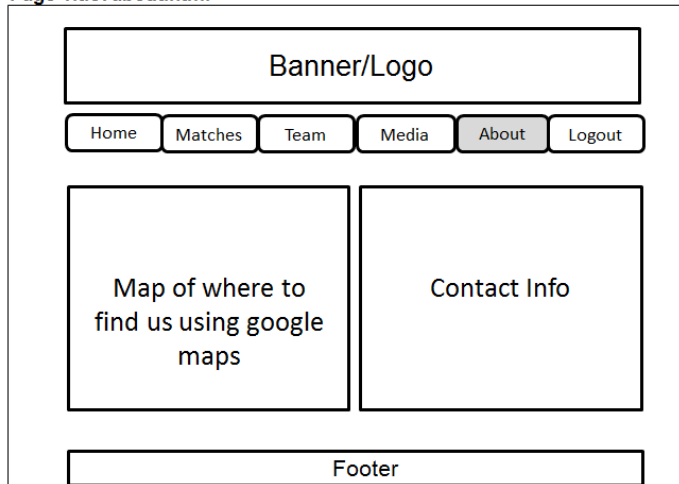 Banner/Logo
Home Matches Team Media About Logout
Map of where to
find us using google
maps
Contact Info
Footer